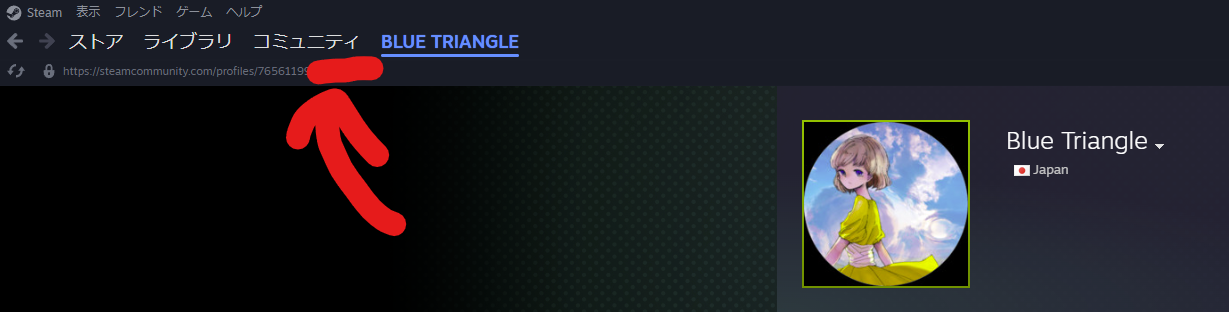 Steam 表示 フレンド ゲーム ヘルプ
ストア ライブラリ コミュニティ BLUE TRIANGLE
https://steamcommunity.com/profiles/76561199
Blue Triangle
Japan